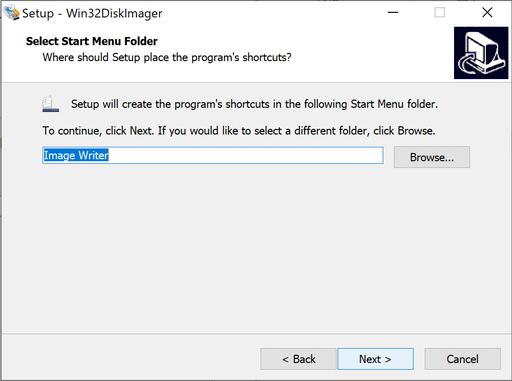 Setup - Win32DiskImager
Select Start Menu Folder
Where should Setup place the program's shortcuts?
Setup will create the program's shortcuts in the following Start Menu folder.
To continue, click Next. If you would like to select a different folder, click Browse.
Image Writer
Browse...
< Back
Next >
Cancel